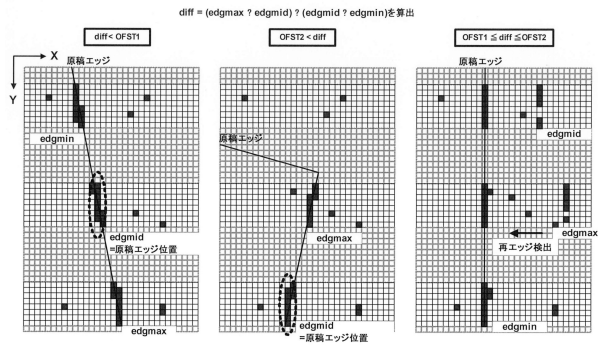 diff = (edgmax ? edgmid) ? (edgmid ? edgmin)を算出
diff < OFST1
OFST2 < diff
OFST1 ≦ diff ≦OFST2
X
Y
原稿エッジ
edgmin
edgmid
=原稿エッジ位置
edgmax
原稿エッジ
edgmax
edgmid
=原稿エッジ位置
原稿エッジ
edgmid
edgmax
再エッジ検出
edgmin